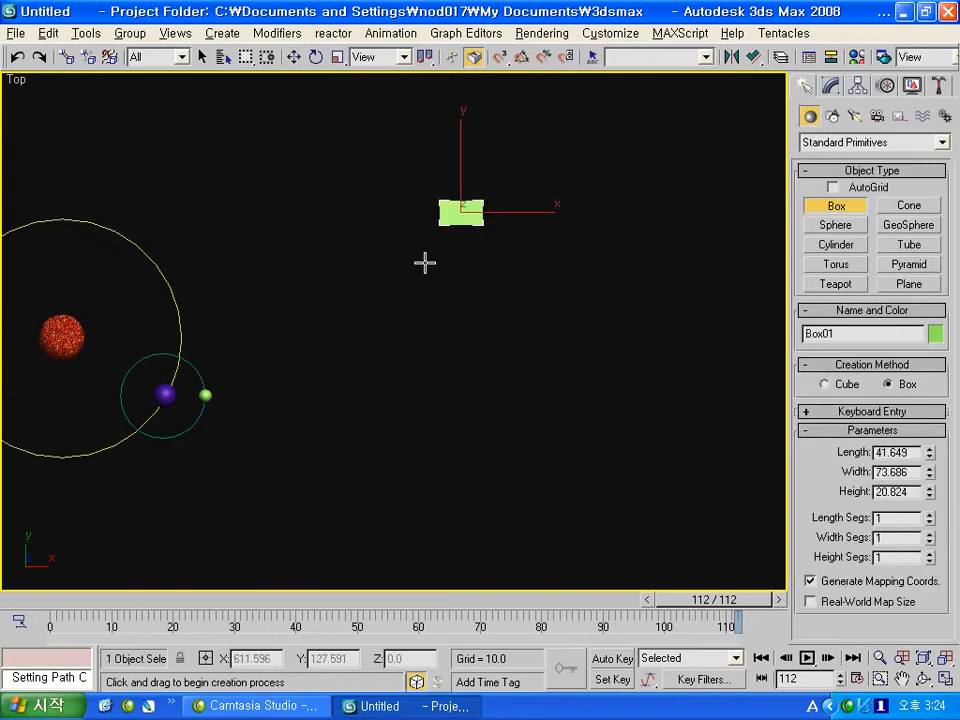 Untitled - Project Folder: C:₩Documents and Settings₩nod017₩My Documents₩3dsmax - Autodesk 3ds Max 2008 ...
File Edit Tools Group Views Create Modifiers reactor Animation Graph Editors Rendering Customize MAXScript Help Tentacles
All View View
Top
y
x
z
Standard Primitives
- Object Type
AutoGrid
Box Cone
Sphere GeoSphere
Cylinder Tube
Torus Pyramid
Teapot Plane
- Name and Color
Box01
- Creation Method
Cube Box
+ Keyboard Entry
- Parameters
Length: 41.649
Width: 73.686
Height: 20.824
Length Segs: 1
Width Segs: 1
Height Segs: 1
Generate Mapping Coords.
Real-World Map Size
y
x
< 112 / 112 >
0 10 20 30 40 50 60 70 80 90 100 110
1 Object Sele X: 611.596 Y: 127.591 Z: 0.0 Grid = 10.0 Auto Key Selected
Setting Path C Click and drag to begin creation process Add Time Tag Set Key Key Filters... 112
시작 Camtasia Studio - ... Untitled - Proje... A 오후 3:24